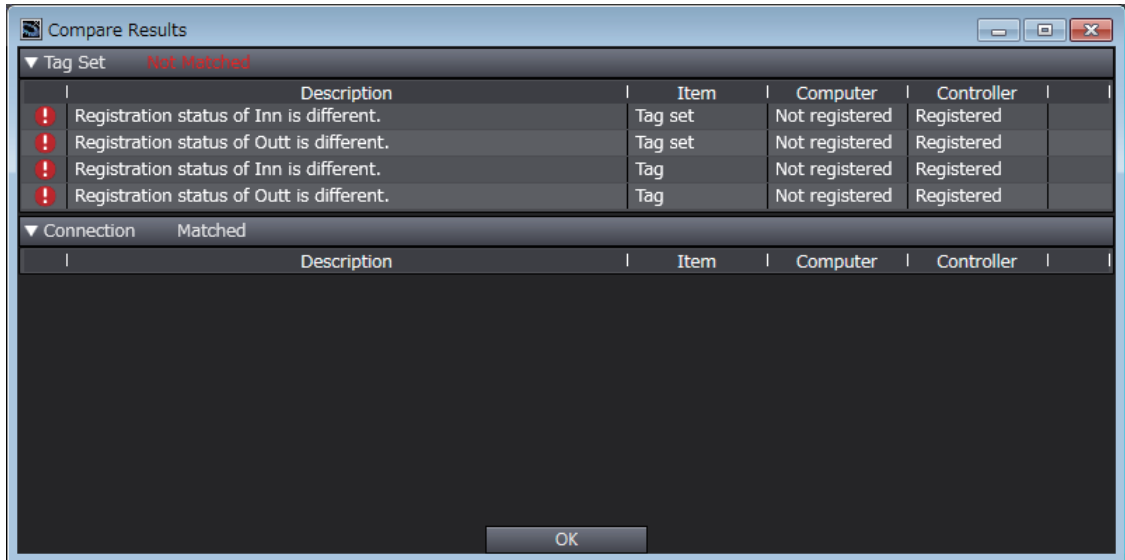 Compare Results
▼ Tag Set Not Matched
Description Item Computer Controller
Registration status of Inn is different. Tag set Not registered Registered
Registration status of Outt is different. Tag set Not registered Registered
Registration status of Inn is different. Tag Not registered Registered
Registration status of Outt is different. Tag Not registered Registered
▼ Connection Matched
Description Item Computer Controller
OK